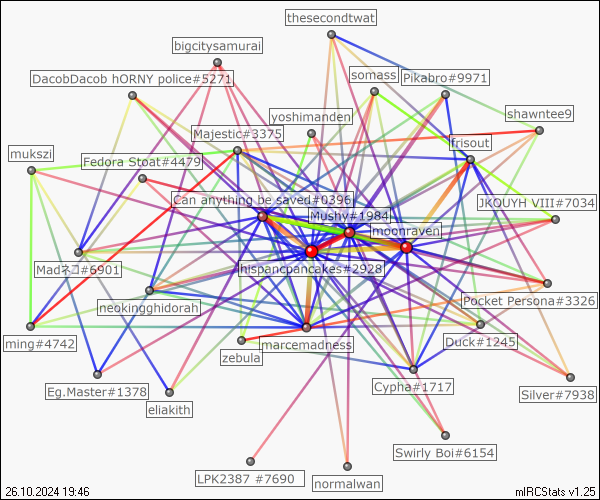 thesecondtwat
bigcitysamurai
DacobDacob hORNY police#5271
somass
Pikabro#9971
yoshimanden
shawntee9
Majestic#3375
frisout
mukszi
Fedora Stoat#4479
Can anything be saved#0396
JKQUYH VIII#7034
Mushy#1984
moonraven
Madネコ#6901
hispancpancakes#2928
neokingghidorah
Pocket Persona#3326
ming#4742
zebula
marcemadness
Duck#1245
Eg.Master#1378
Cypha#1717
Silver#7938
eliakith
Swirly Boi#6154
LPK2387 #7690
normalwan
26.10.2024 19:46
mIRCStats v1.25